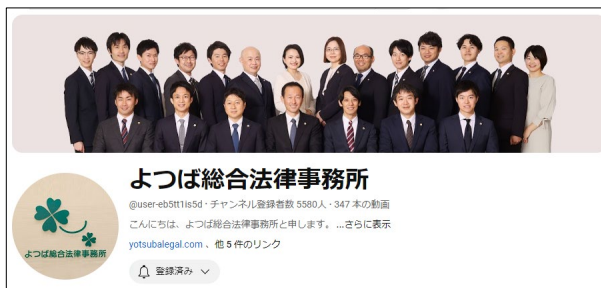 よつば総合法律事務所
@user-eb5tt1is5d · チャンネル登録者数 5580人 · 347 本の動画
こんにちは、よつば総合法律事務所と申します。 ...さらに表示
yotsubalegal.com 、他 5 件のリンク
登録済み
よつば総合法律事務所